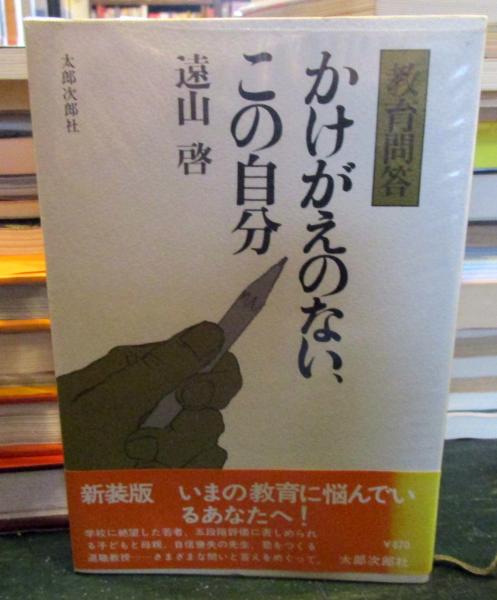 教育問答
かけがえのない、
この自分
遠山 啓
太郎次郎社
新装版 いまの教育に悩んでい
るあなたへ!
学校に絶望した若者、五段階評価に苦しめられ
る子どもと母親、自信喪失の先生、塾をつくる
退職教授──さまざまな問いと答えをめぐって。
¥870
太郎次郎社